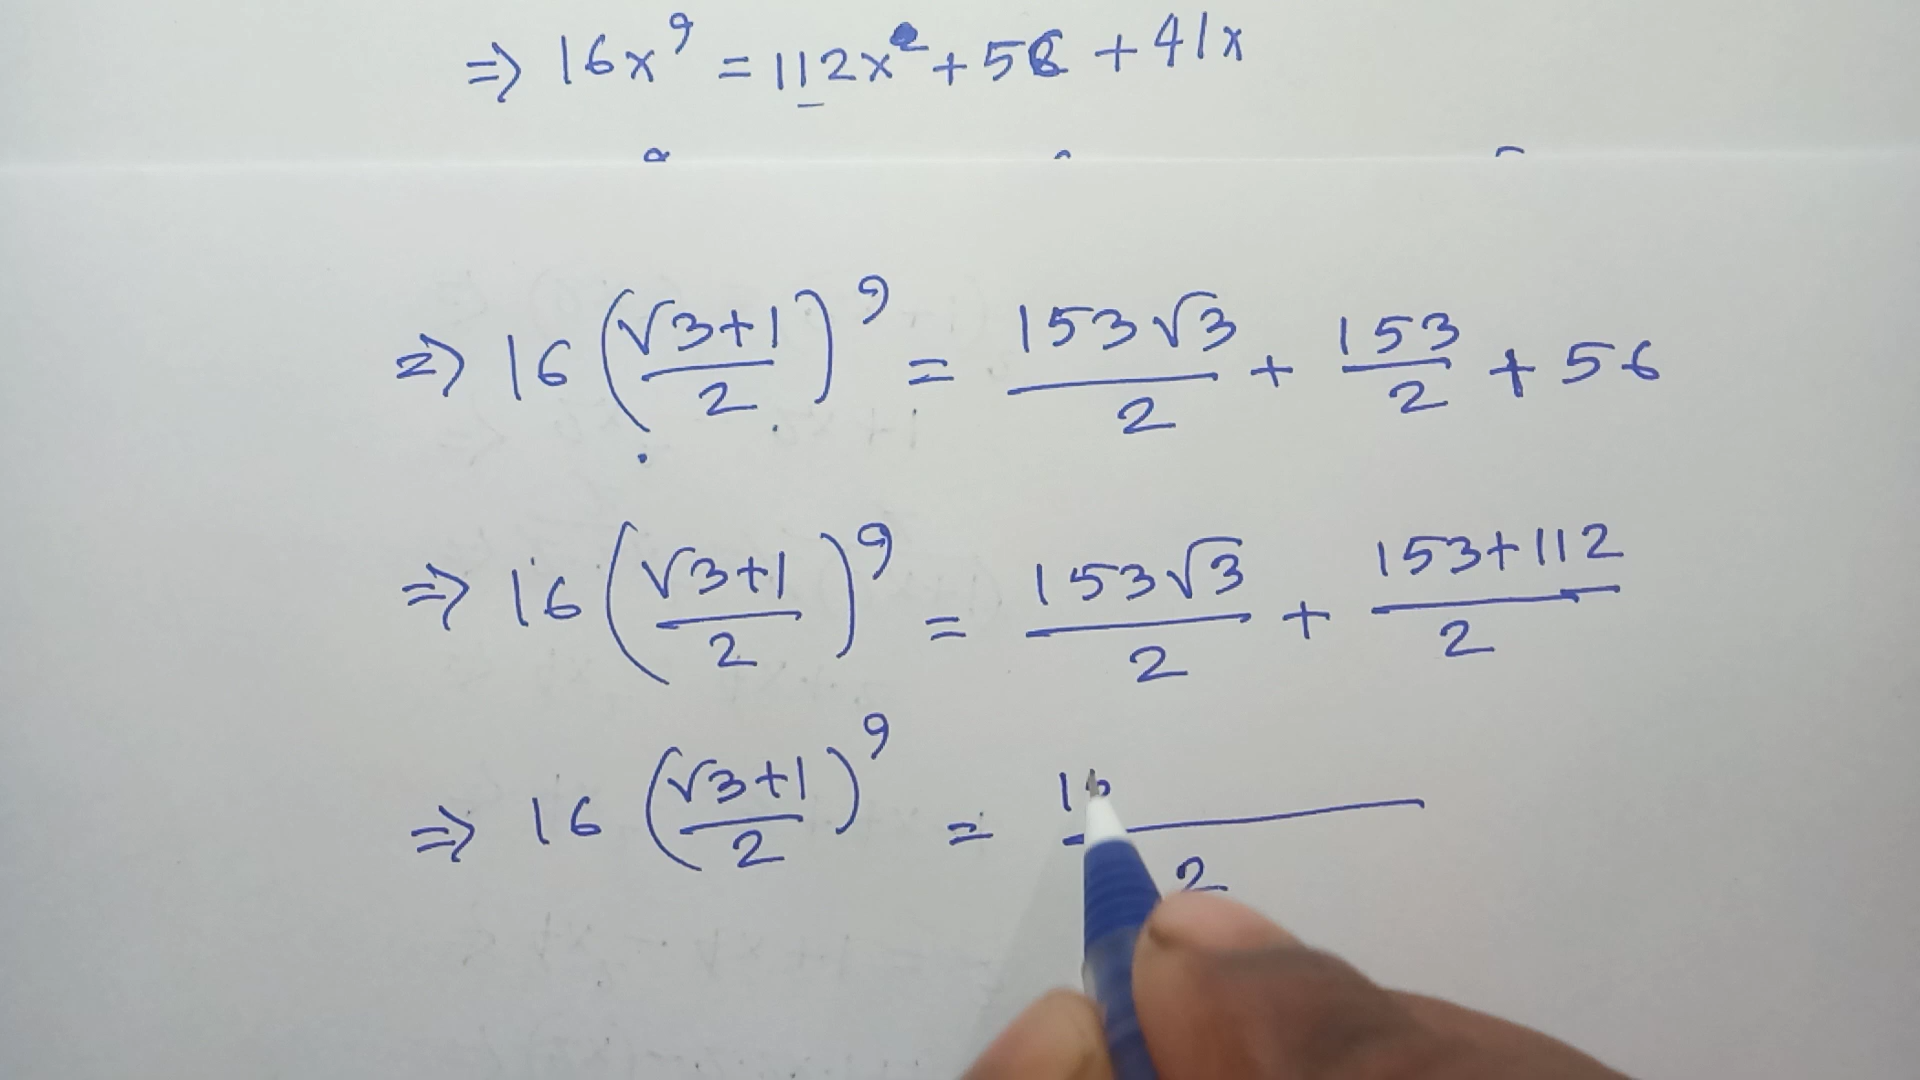 ⇒ 16x⁹ = 112x² + 56 + 41x
⇒ 16 ((√3+1)/2)⁹ = 153√3/2 + 153/2 + 56
⇒ 16 ((√3+1)/2)⁹ = 153√3/2 + (153+112)/2
⇒ 16 ((√3+1)/2)⁹ = /2